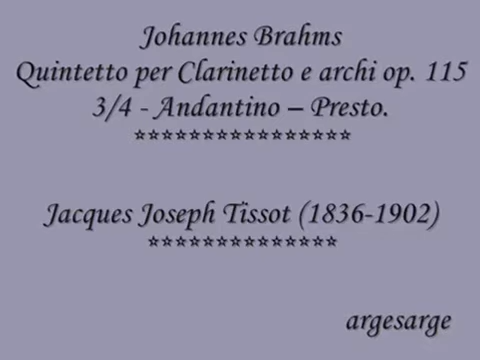 Johannes Brahms
Quintetto per Clarinetto e archi op. 115
3/4 - Andantino – Presto.
****************
Jacques Joseph Tissot (1836-1902)
**************
argesarge